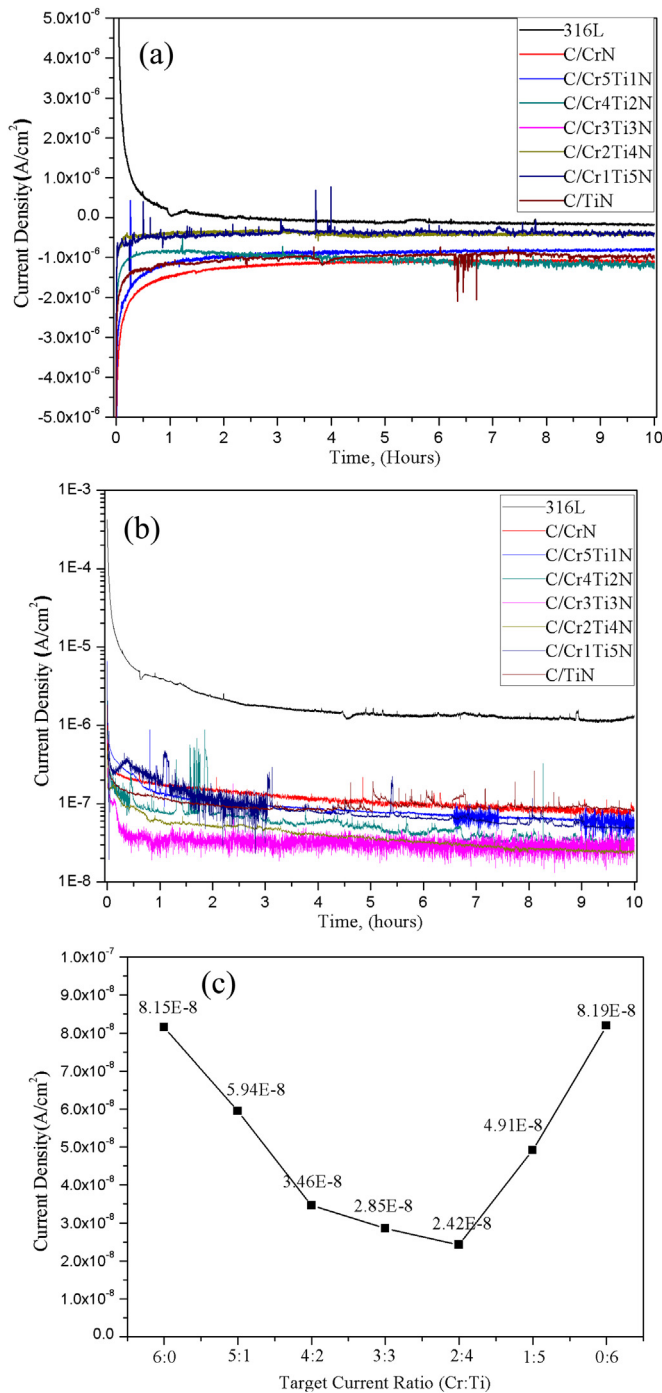 (a)
316L
C/CrN
C/Cr5Ti1N
C/Cr4Ti2N
C/Cr3Ti3N
C/Cr2Ti4N
C/Cr1Ti5N
C/TiN
Current Density(A/cm²)
5.0x10⁻⁶
4.0x10⁻⁶
3.0x10⁻⁶
2.0x10⁻⁶
1.0x10⁻⁶
0.0
-1.0x10⁻⁶
-2.0x10⁻⁶
-3.0x10⁻⁶
-4.0x10⁻⁶
-5.0x10⁻⁶
0 1 2 3 4 5 6 7 8 9 10
Time, (Hours)
(b)
316L
C/CrN
C/Cr5Ti1N
C/Cr4Ti2N
C/Cr3Ti3N
C/Cr2Ti4N
C/Cr1Ti5N
C/TiN
Current Density (A/cm²)
1E-3
1E-4
1E-5
1E-6
1E-7
1E-8
0 1 2 3 4 5 6 7 8 9 10
Time, (hours)
(c)
Current Density(A/cm²)
1.0x10⁻⁷
9.0x10⁻⁸
8.0x10⁻⁸
7.0x10⁻⁸
6.0x10⁻⁸
5.0x10⁻⁸
4.0x10⁻⁸
3.0x10⁻⁸
2.0x10⁻⁸
1.0x10⁻⁸
0.0
8.15E-8
5.94E-8
3.46E-8
2.85E-8
2.42E-8
4.91E-8
8.19E-8
6:0 5:1 4:2 3:3 2:4 1:5 0:6
Target Current Ratio (Cr:Ti)